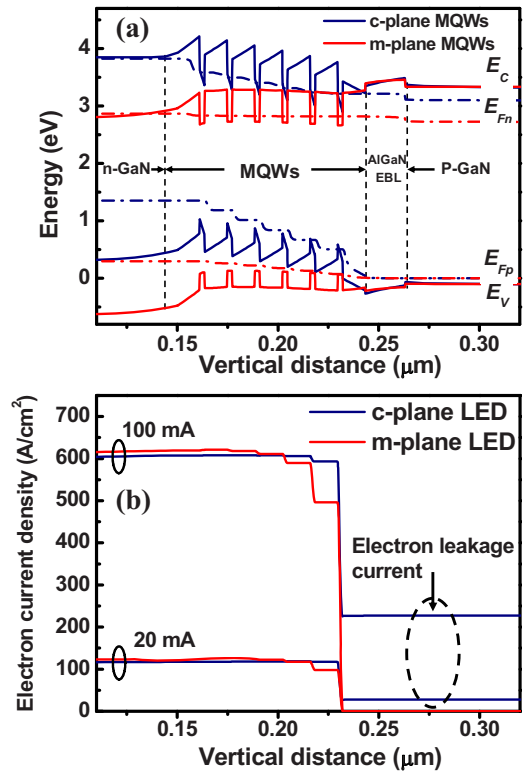 (a)
c-plane MQWs
m-plane MQWs
E_C
E_Fn
n-GaN
MQWs
AlGaN
EBL
P-GaN
E_Fp
E_V
Energy (eV)
4
3
2
1
0
0.15 0.20 0.25 0.30
Vertical distance (μm)
(b)
c-plane LED
m-plane LED
100 mA
Electron leakage
current
20 mA
Electron current density (A/cm²)
700
600
500
400
300
200
100
0
0.15 0.20 0.25 0.30
Vertical distance (μm)